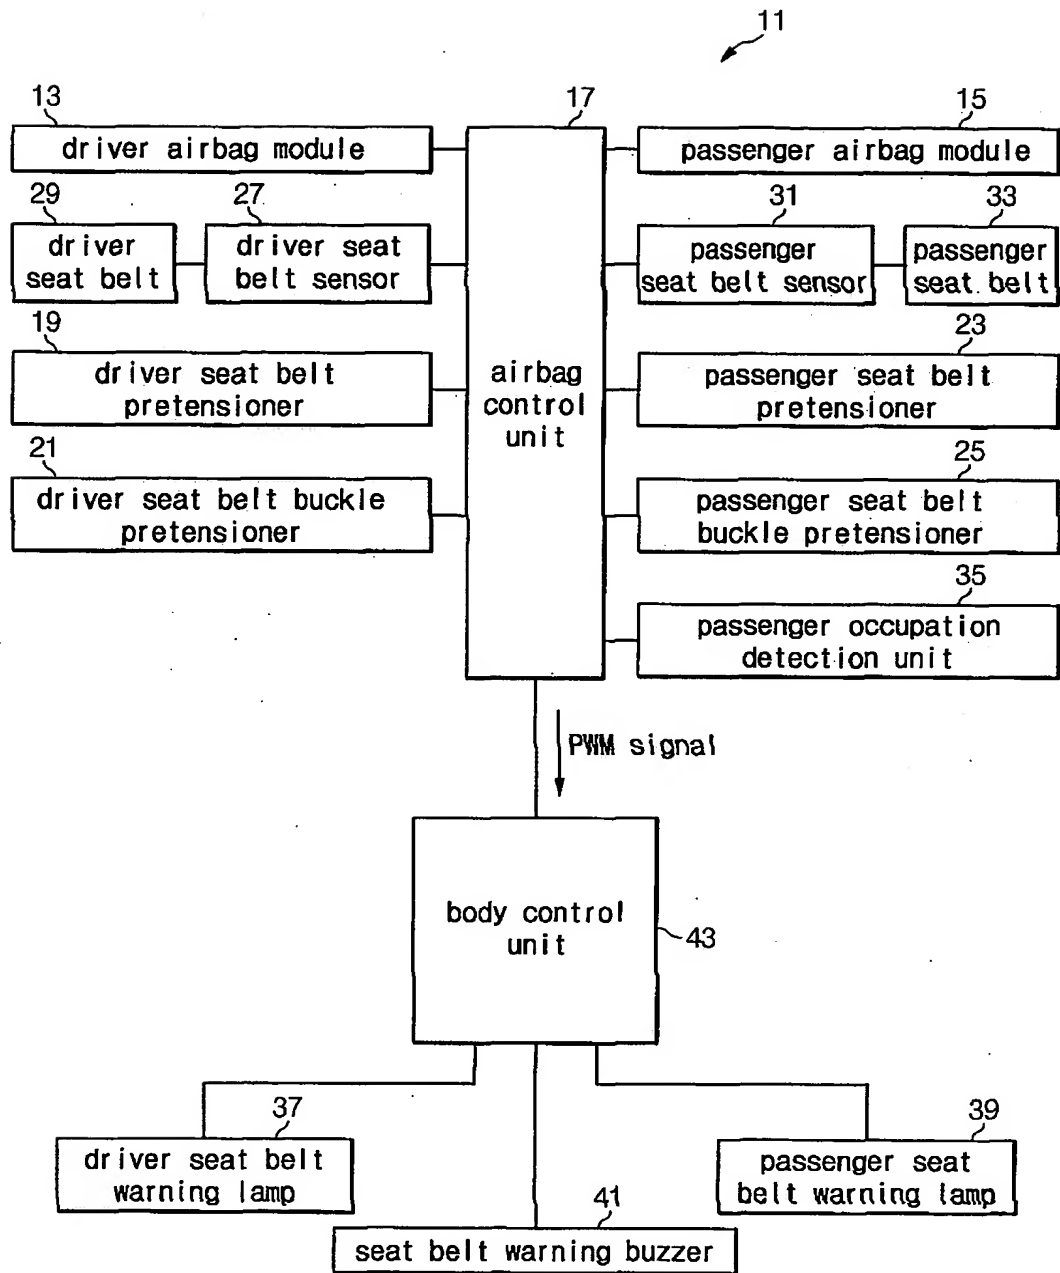 11
13
driver airbag module
17
15
passenger airbag module
29
driver
seat belt
27
driver seat
belt sensor
31
passenger
seat belt sensor
33
passenger
seat belt
19
driver seat belt
pretensioner
airbag
control
unit
23
passenger seat belt
pretensioner
21
driver seat belt buckle
pretensioner
25
passenger seat belt
buckle pretensioner
35
passenger occupation
detection unit
PWM signal
body control
unit
43
37
driver seat belt
warning lamp
39
passenger seat
belt warning lamp
41
seat belt warning buzzer